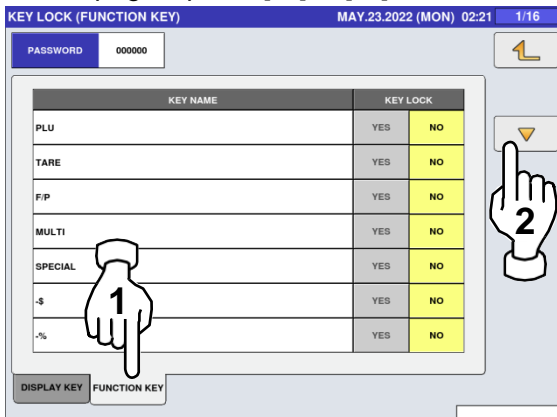 KEY LOCK (FUNCTION KEY) MAY.23.2022 (MON) 02:21 1/16
PASSWORD 000000
KEY NAME KEY LOCK
PLU YES NO
TARE YES NO
F/P YES NO
MULTI YES NO
SPECIAL YES NO
-$ YES NO
-% YES NO
1
2
DISPLAY KEY FUNCTION KEY